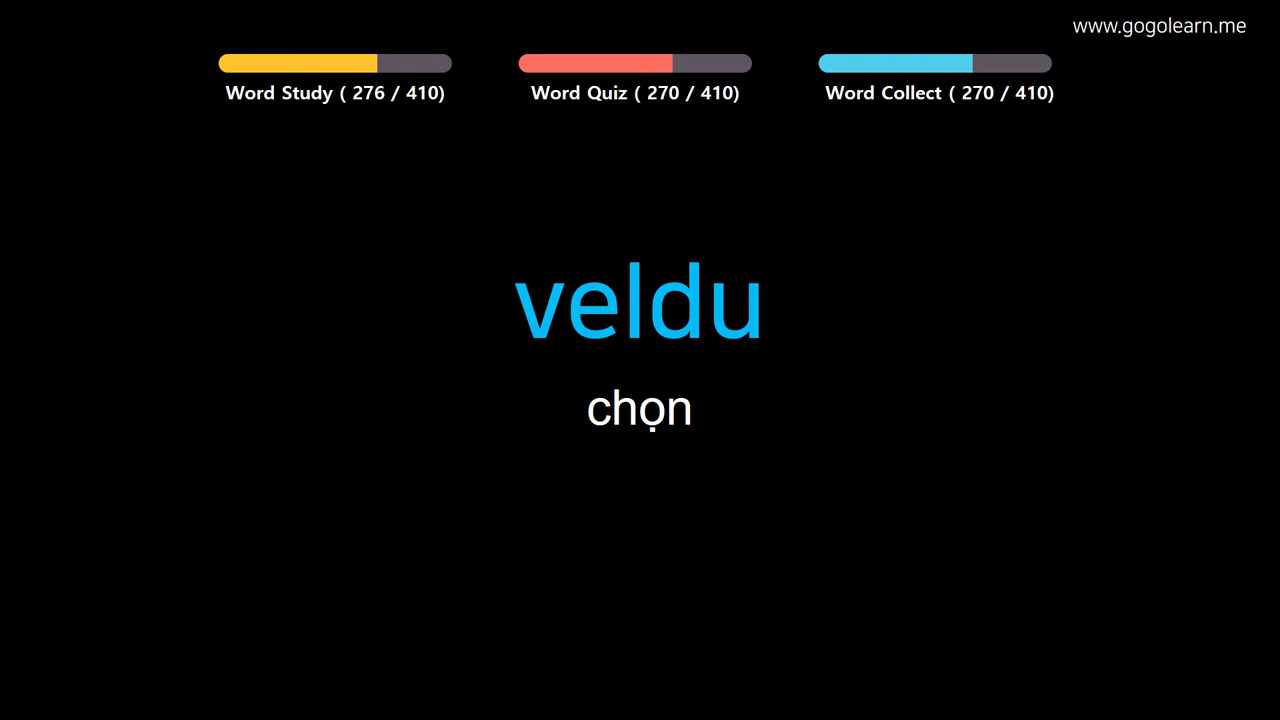 www.gogolearn.me
Word Study ( 276 / 410)
Word Quiz ( 270 / 410)
Word Collect ( 270 / 410)
veldu
chọn